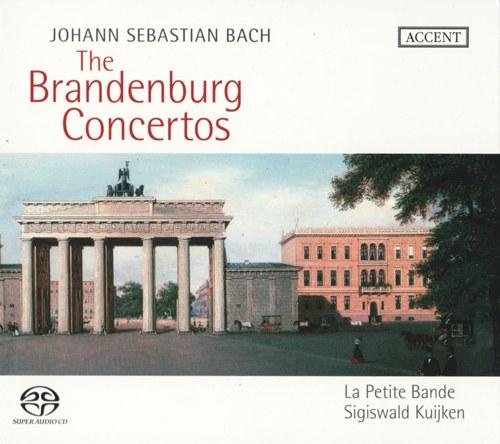 JOHANN SEBASTIAN BACH
ACCENT
The
Brandenburg
Concertos
La Petite Bande
Sigiswald Kuijken
SUPER AUDIO CD